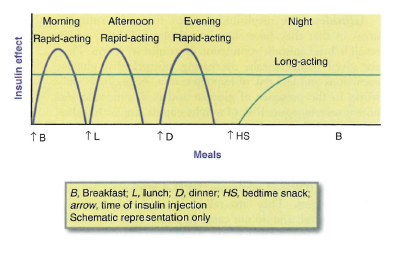 Morning Afternoon Evening Night
Rapid-acting Rapid-acting Rapid-acting
Long-acting
Insulin effect
↑B ↑L ↑D ↑HS B
Meals
B, Breakfast; L, lunch; D, dinner; HS, bedtime snack;
arrow, time of insulin injection
Schematic representation only